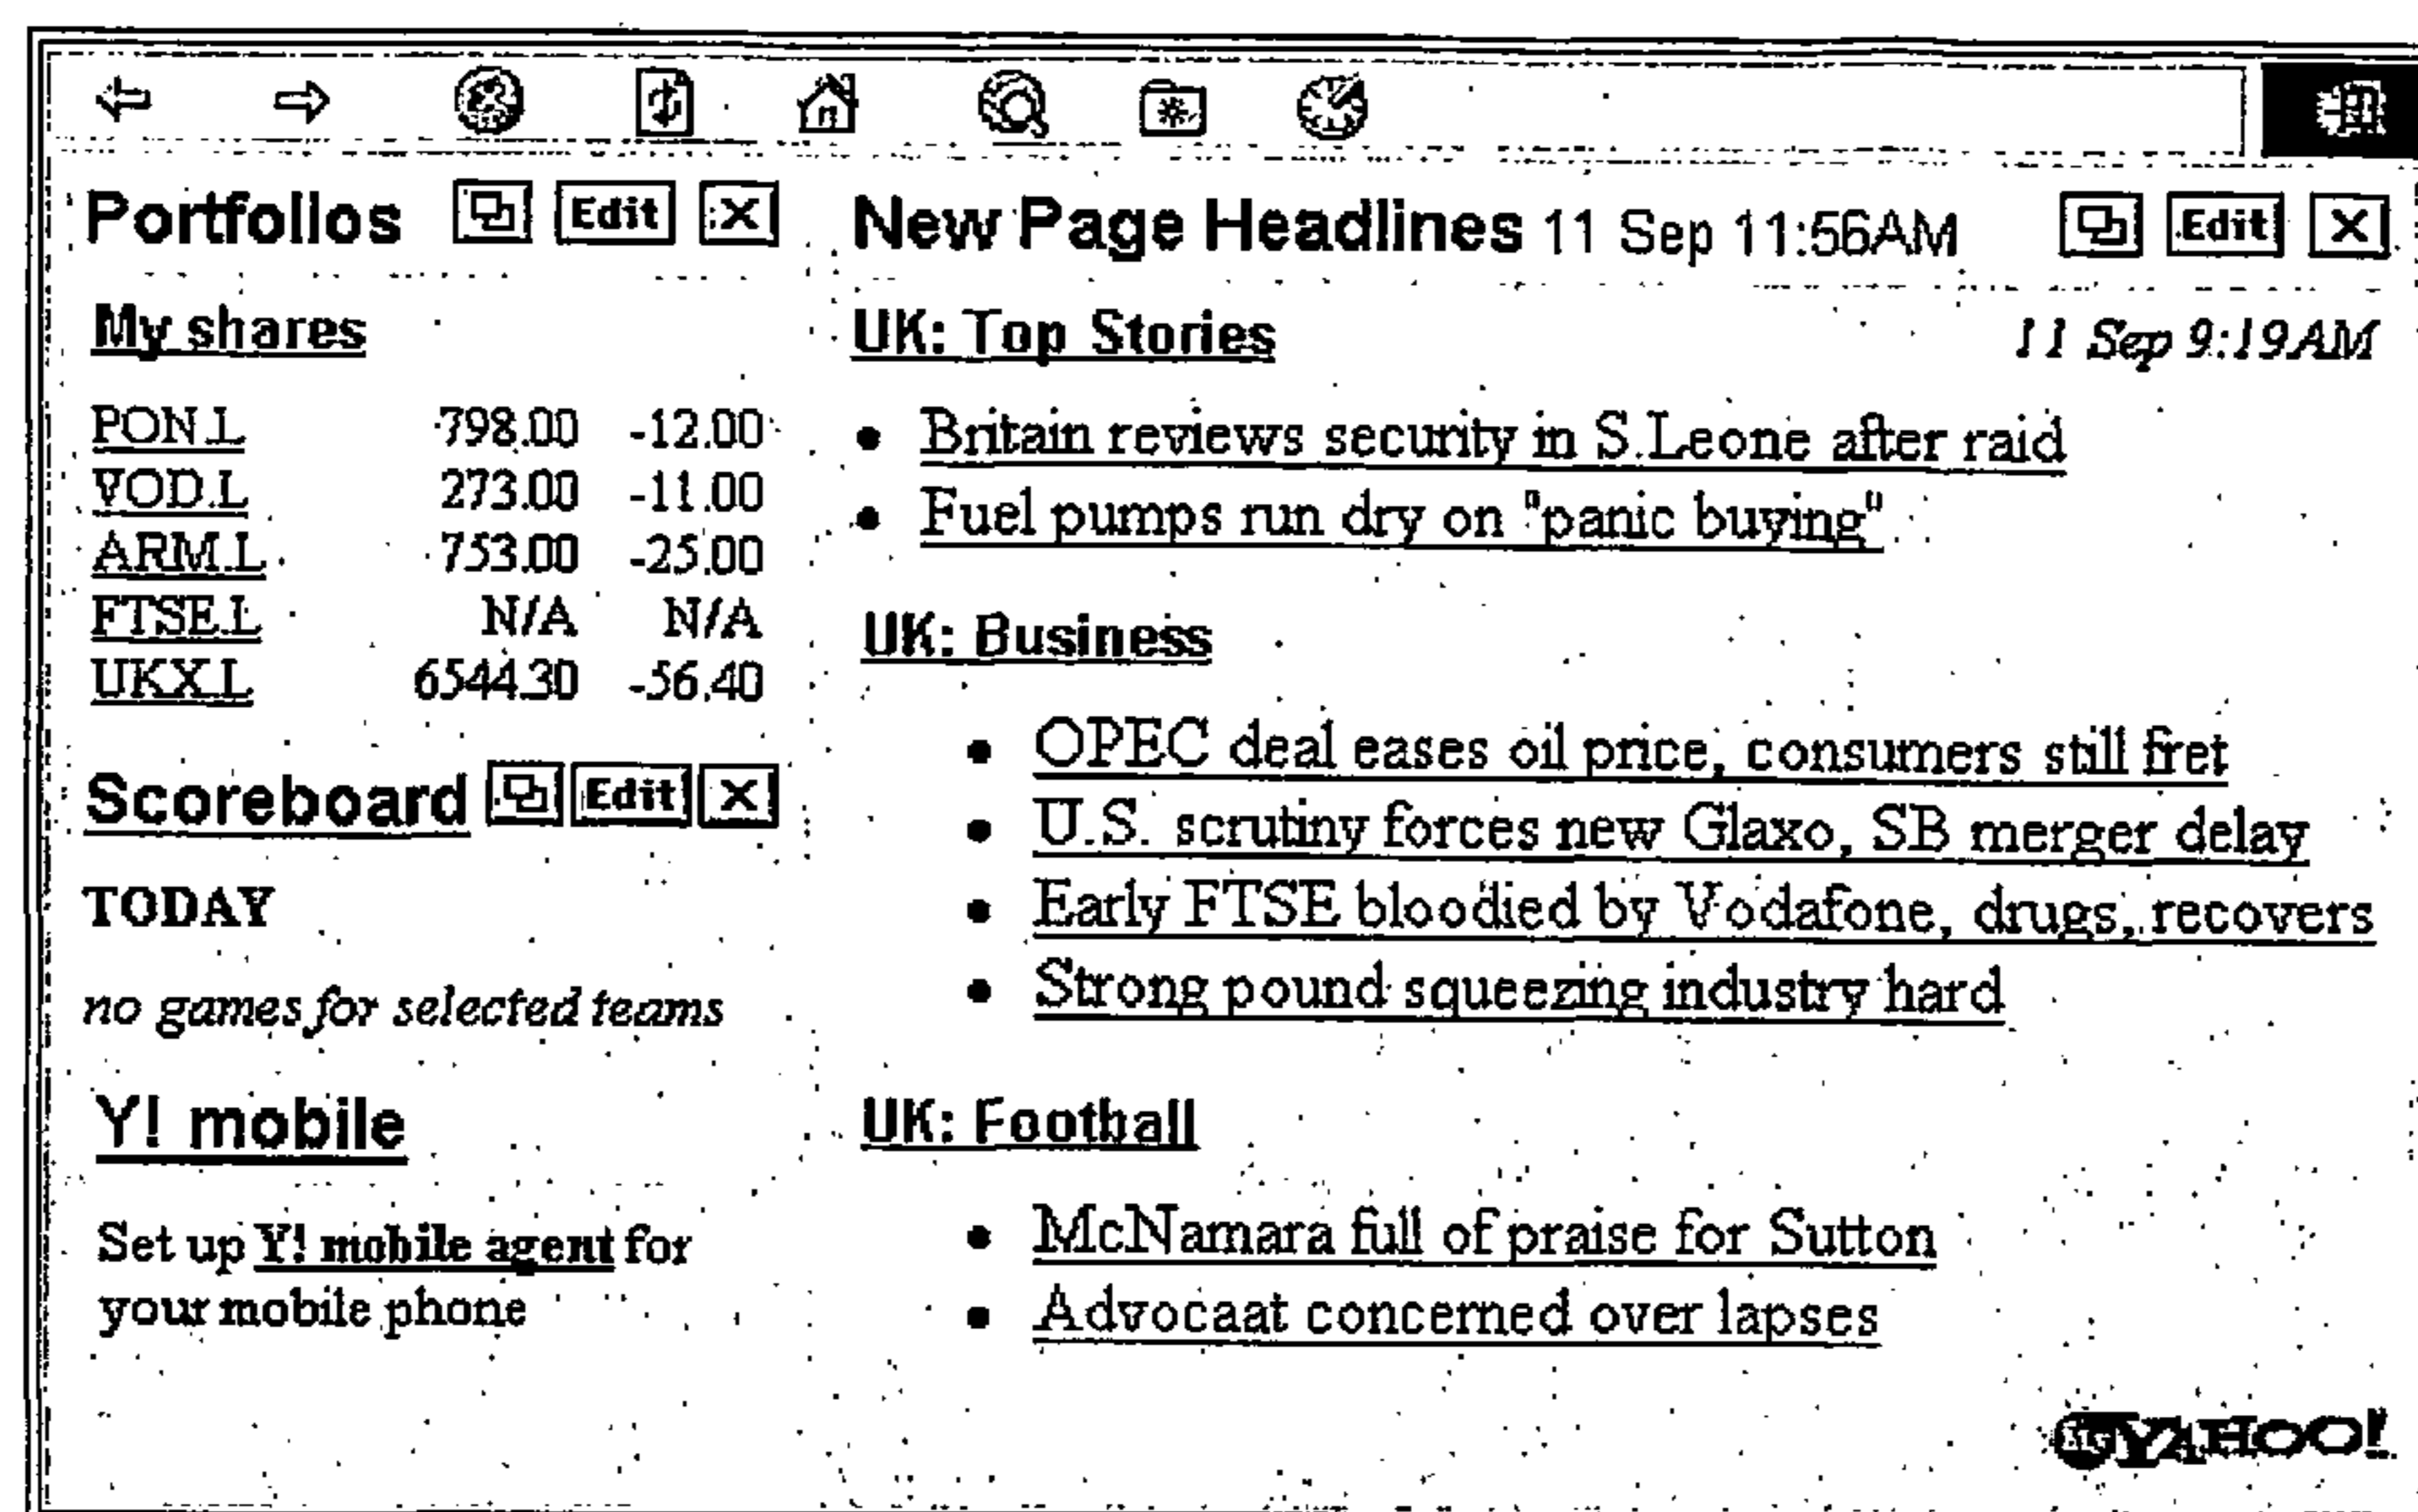 Portfolios Edit X
My shares
PON.L 798.00 -12.00
VOD.L 273.00 -11.00
ARM.L 753.00 -25.00
FTSE.L N/A N/A
UKX.L 6544.30 -56.40
Scoreboard Edit X
TODAY
no games for selected teams
Y! mobile
Set up Y! mobile agent for
your mobile phone
New Page Headlines 11 Sep 11:56AM Edit X
UK: Top Stories 11 Sep 9:19AM
• Britain reviews security in S.Leone after raid
• Fuel pumps run dry on "panic buying"
UK: Business
• OPEC deal eases oil price, consumers still fret
• U.S. scrutiny forces new Glaxo, SB merger delay
• Early FTSE bloodied by Vodafone, drugs, recovers
• Strong pound squeezing industry hard
UK: Football
• McNamara full of praise for Sutton
• Advocaat concerned over lapses
YAHOO!